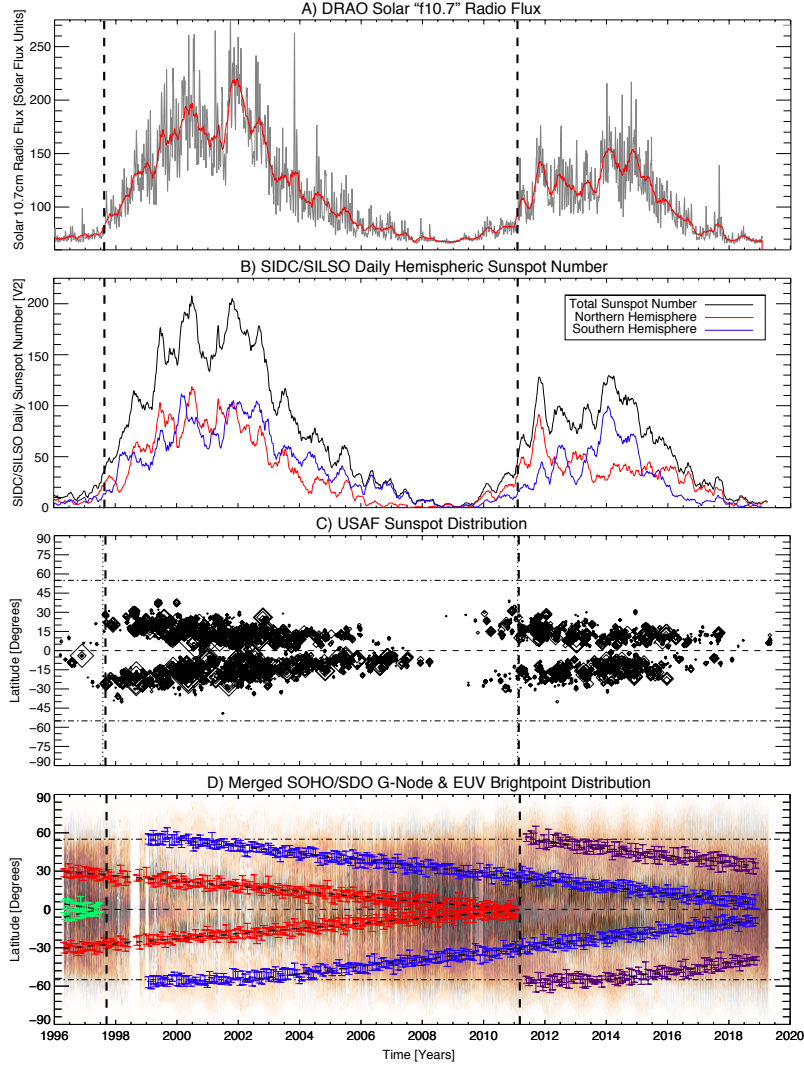 A) DRAO Solar “f10.7” Radio Flux
Solar 10.7cm Radio Flux [Solar Flux Units]
250
200
150
100
B) SIDC/SILSO Daily Hemispheric Sunspot Number
SIDC/SILSO Daily Sunspot Number [V2]
200
150
100
50
0
Total Sunspot Number
Northern Hemisphere
Southern Hemisphere
C) USAF Sunspot Distribution
Latitude [Degrees]
90
75
60
45
30
15
0
-15
-30
-45
-60
-75
-90
D) Merged SOHO/SDO G-Node & EUV Brightpoint Distribution
Latitude [Degrees]
90
60
30
0
-30
-60
-90
1996 1998 2000 2002 2004 2006 2008 2010 2012 2014 2016 2018 2020
Time [Years]